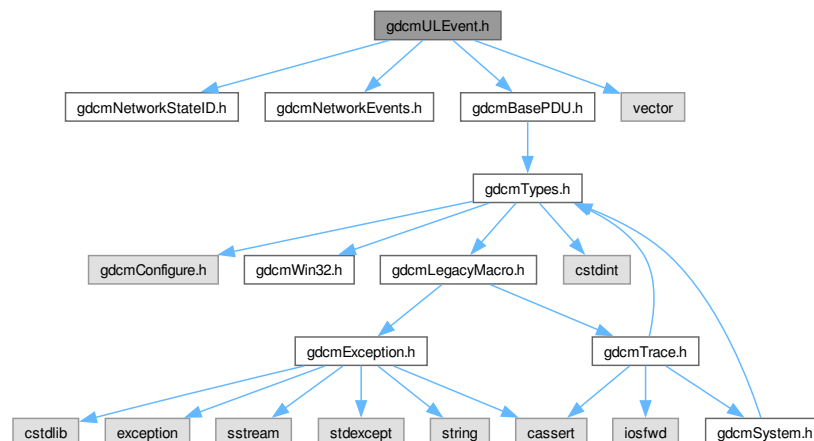 gdcmULEvent.h
gdcmNetworkStateID.h
gdcmNetworkEvents.h
gdcmBasePDU.h
vector
gdcmTypes.h
gdcmConfigure.h
gdcmWin32.h
gdcmLegacyMacro.h
cstdint
gdcmException.h
gdcmTrace.h
cstdlib
exception
sstream
stdexcept
string
cassert
iosfwd
gdcmSystem.h